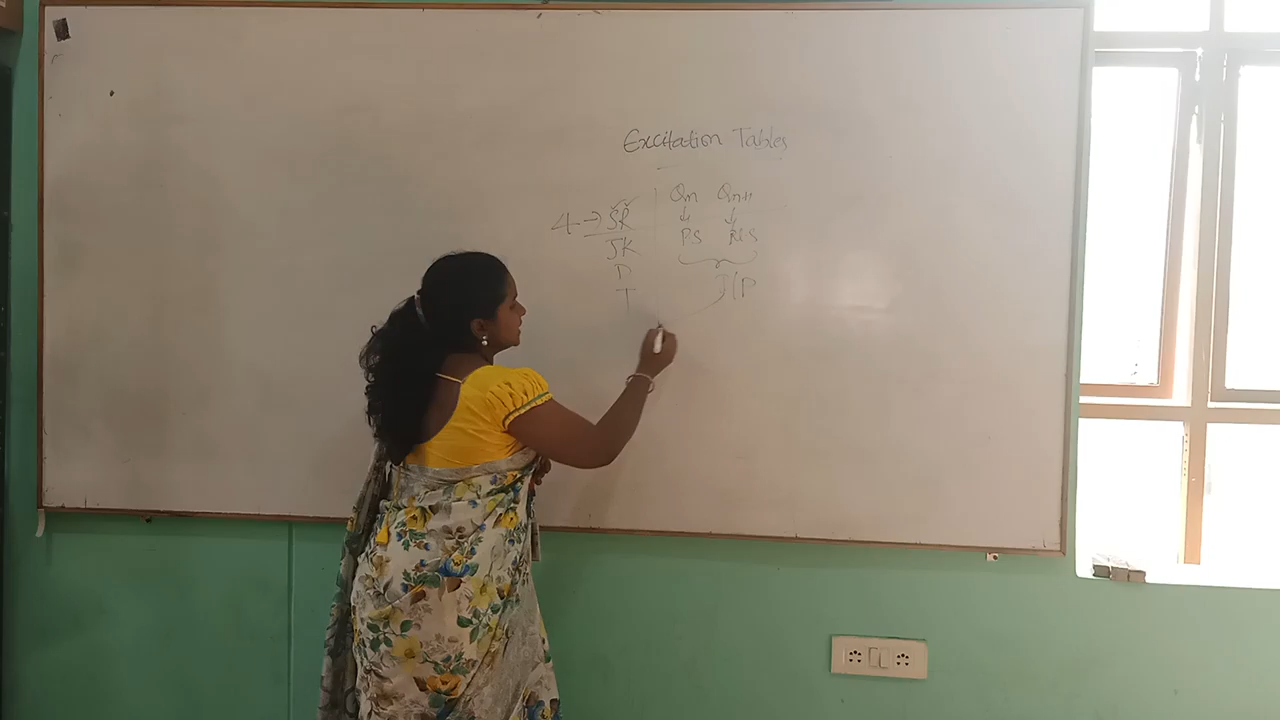 Excitation Tables
Qn Qn+1
4 → SR
PS NS
JK
D
I/P
T